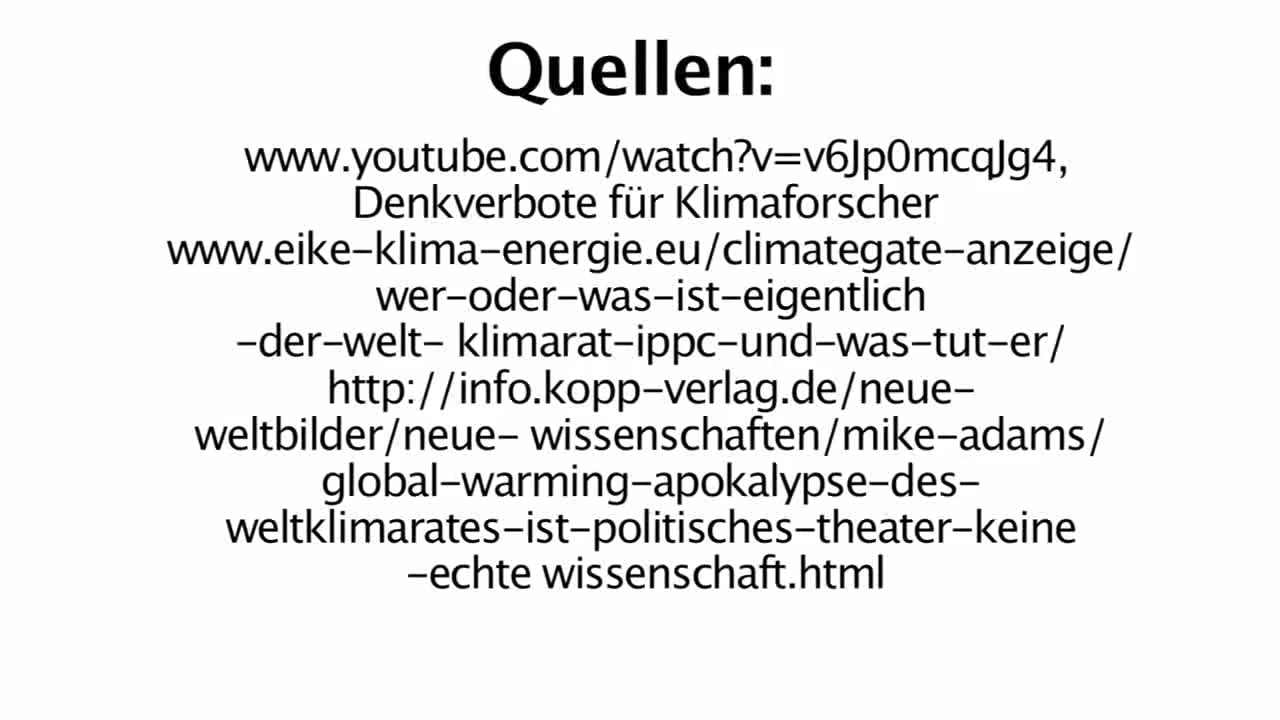 Quellen:
www.youtube.com/watch?v=v6Jp0mcqJg4,
Denkverbote für Klimaforscher
www.eike-klima-energie.eu/climategate-anzeige/
wer-oder-was-ist-eigentlich
-der-welt- klimarat-ippc-und-was-tut-er/
http://info.kopp-verlag.de/neue-
weltbilder/neue- wissenschaften/mike-adams/
global-warming-apokalypse-des-
weltklimarates-ist-politisches-theater-keine
-echte wissenschaft.html